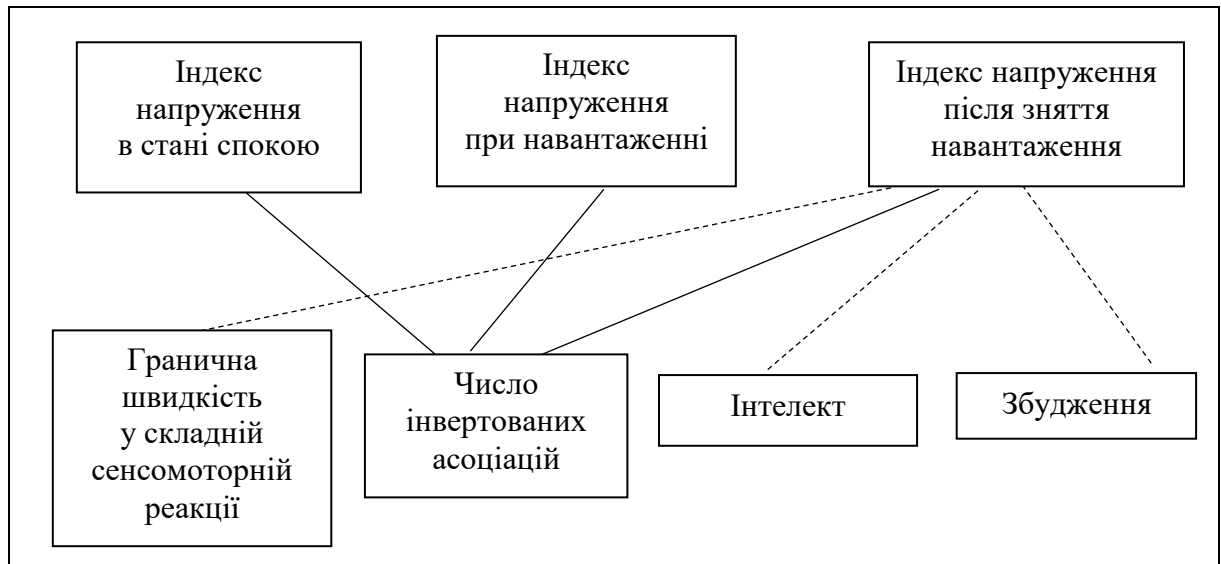 Індекс
напруження
в стані спокою
Індекс
напруження
при навантаженні
Індекс напруження
після зняття
навантаження
Гранична
швидкість
у складній
сенсомоторній
реакції
Число
інвертованих
асоціацій
Інтелект
Збудження